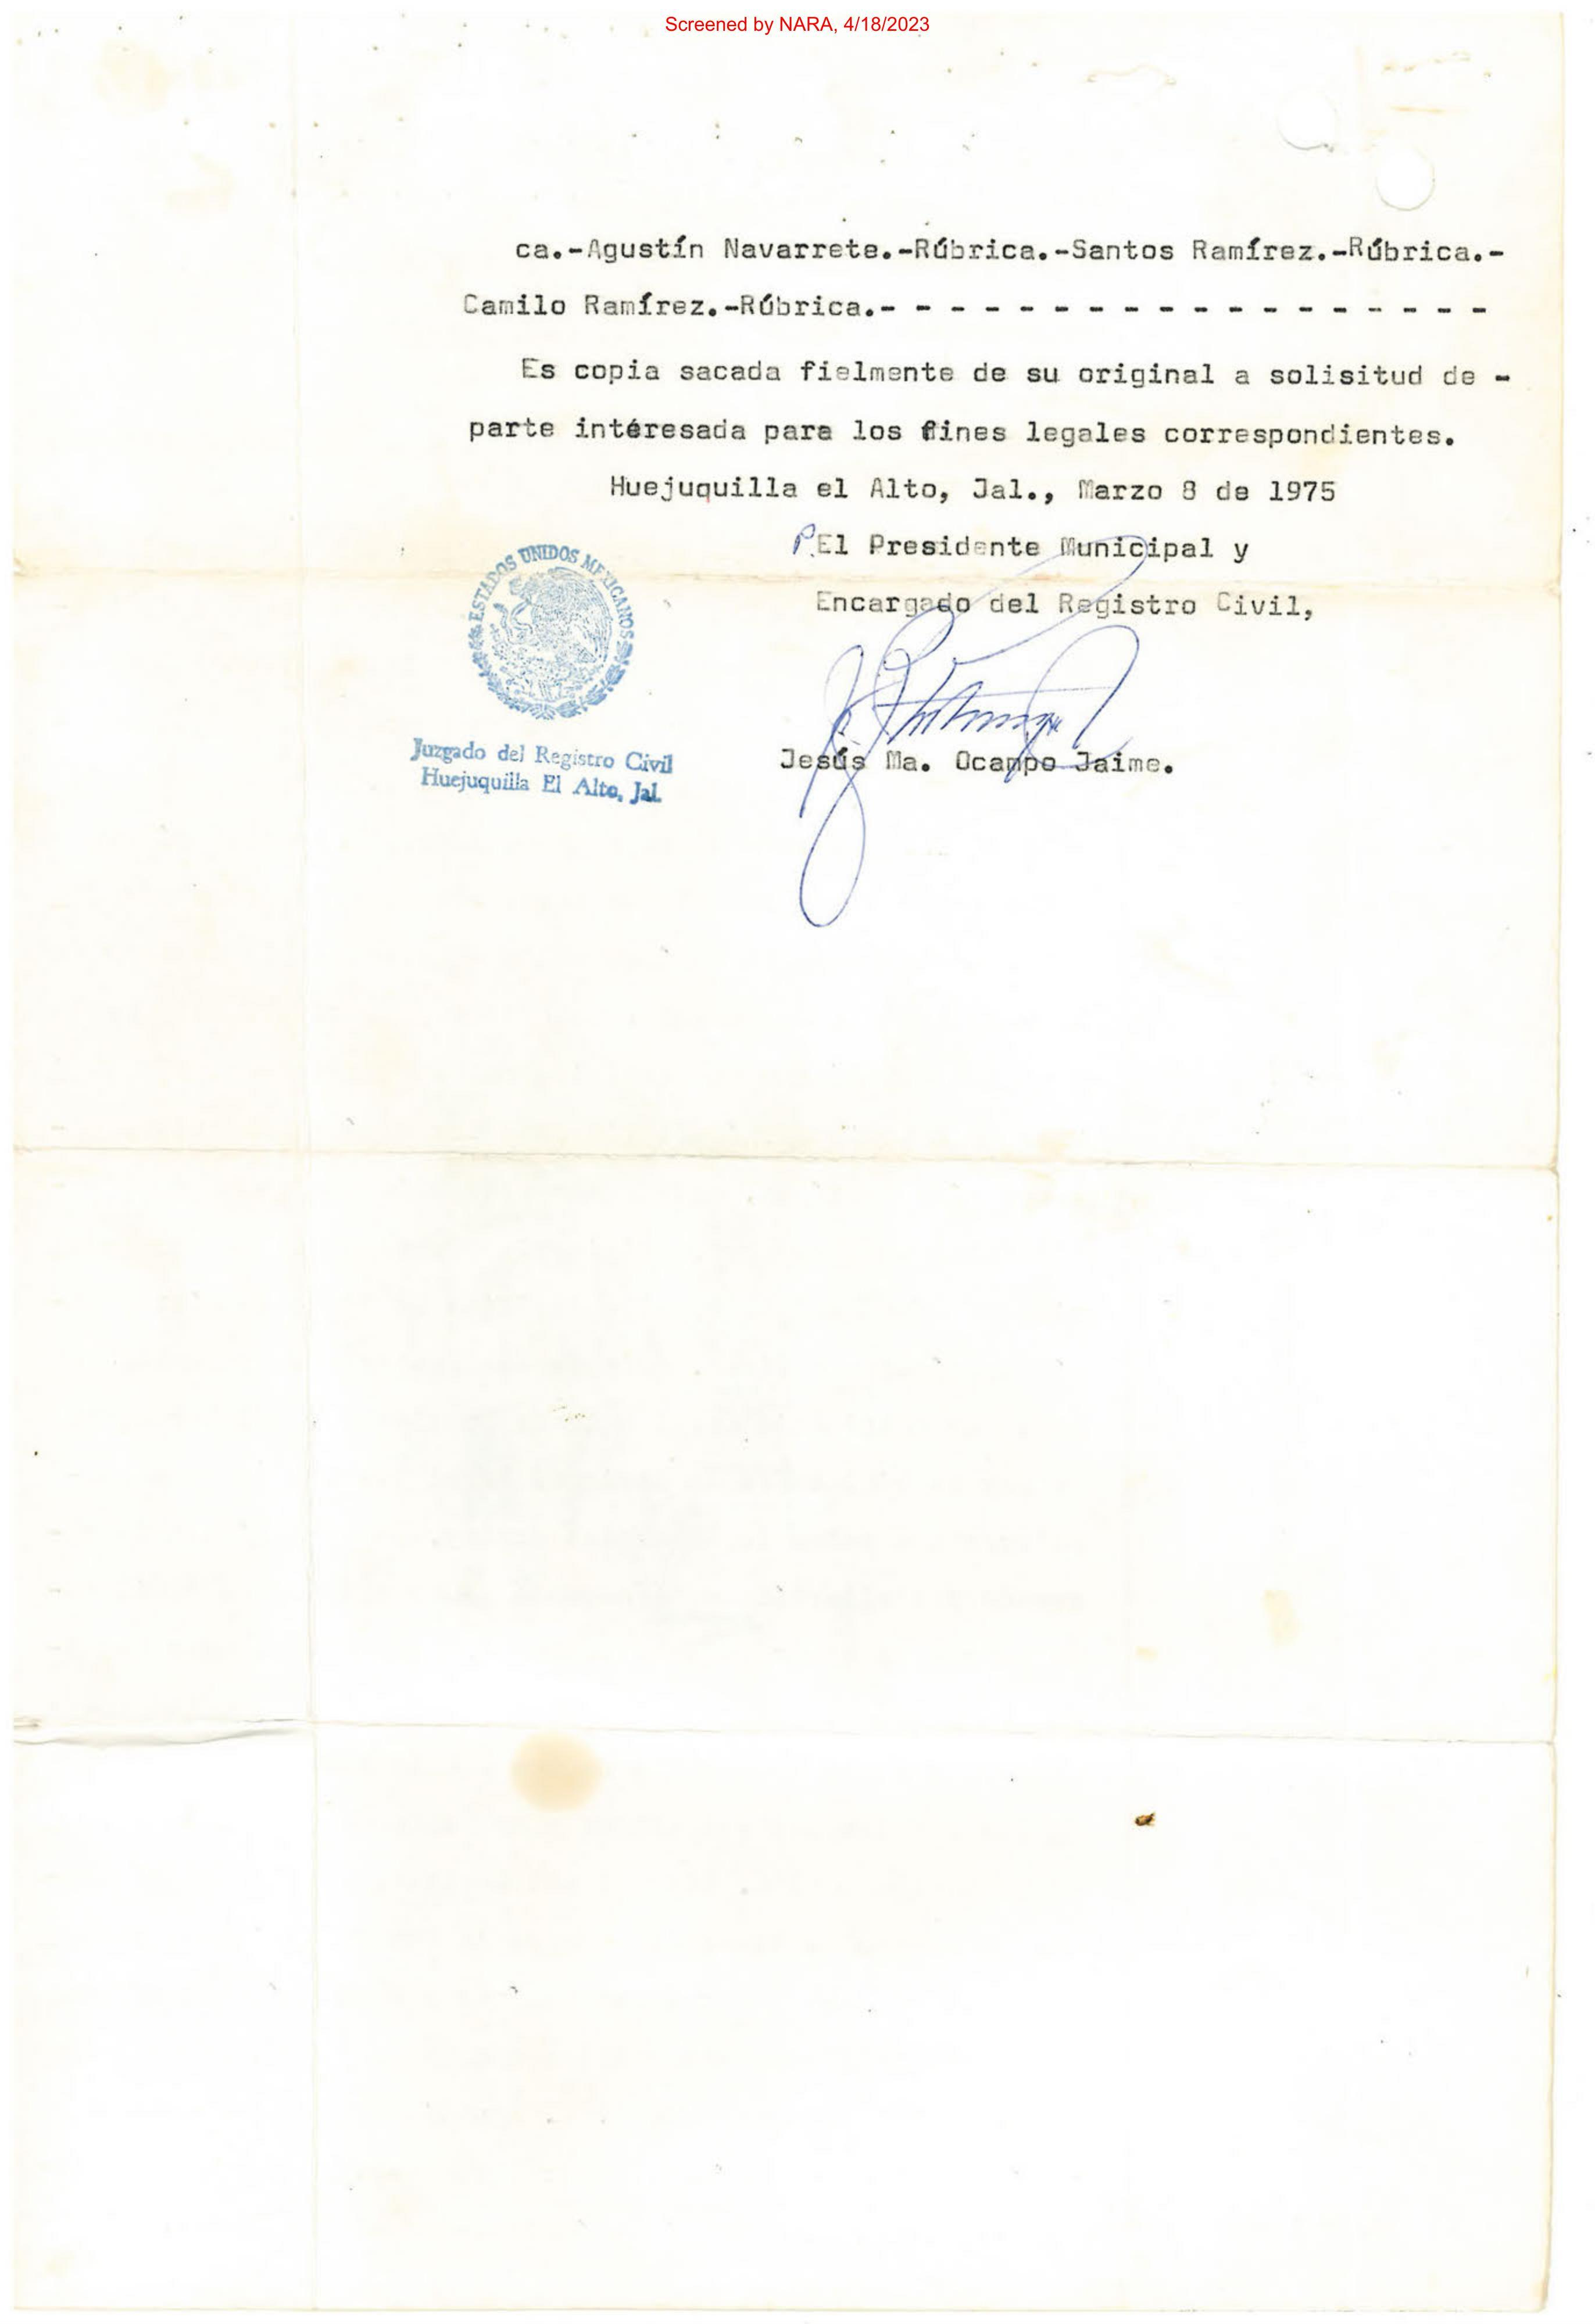 Screened by NARA, 4/18/2023
ca.-Agustín Navarrete.-Rúbrica.-Santos Ramírez.-Rúbrica.-
Camilo Ramírez.-Rúbrica.- - - - - - - - - - - - - - - - - - -
Es copia sacada fielmente de su original a solisitud de -
parte intéresada para los fines legales correspondientes.
Huejuquilla el Alto, Jal., Marzo 8 de 1975
P.El Presidente Municipal y
Encargado del Registro Civil,
ESTADOS UNIDOS MEXICANOS
Jesús Ma. Ocampo Jaime.
Juzgado del Registro Civil
Huejuquilla El Alto, Jal.